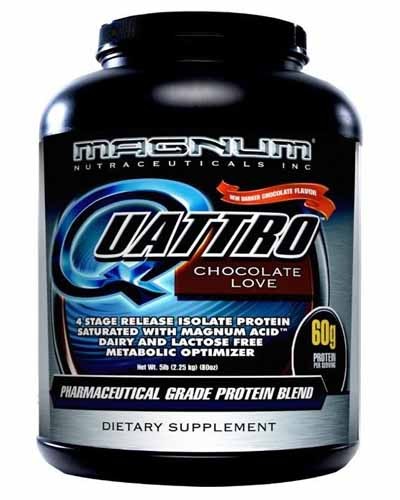 MAGNUM
NUTRACEUTICALS INC
NEW DARKER CHOCOLATE FLAVOR
QUATTRO
CHOCOLATE
LOVE
4 STAGE RELEASE ISOLATE PROTEIN
SATURATED WITH MAGNUM ACID™
DAIRY AND LACTOSE FREE
METABOLIC OPTIMIZER
Net Wt. 5lb (2.25 kg) (80oz)
60g
PROTEIN
PER SERVING
PHARMACEUTICAL GRADE PROTEIN BLEND
DIETARY SUPPLEMENT